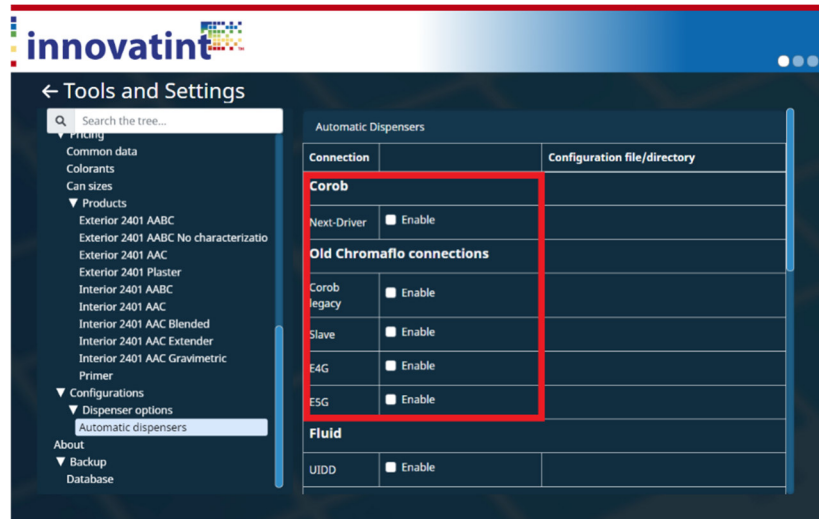 innovatint
← Tools and Settings
Search the tree...
▼ Pricing
Common data
Colorants
Can sizes
▼ Products
Exterior 2401 AABC
Exterior 2401 AABC No characterizatio
Exterior 2401 AAC
Exterior 2401 Plaster
Interior 2401 AABC
Interior 2401 AAC
Interior 2401 AAC Blended
Interior 2401 AAC Extender
Interior 2401 AAC Gravimetric
Primer
▼ Configurations
▼ Dispenser options
Automatic dispensers
About
▼ Backup
Database
Automatic Dispensers
Connection Configuration file/directory
Corob
Next-Driver Enable
Old Chromaflo connections
Corob legacy Enable
Slave Enable
E4G Enable
E5G Enable
Fluid
UIDD Enable